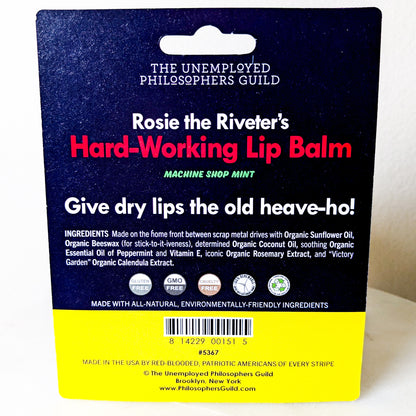 THE UNEMPLOYED
PHILOSOPHERS GUILD
Rosie the Riveter's
Hard-Working Lip Balm
MACHINE SHOP MINT
Give dry lips the old heave-ho!
INGREDIENTS Made on the home front between scrap metal drives with Organic Sunflower Oil,
Organic Beeswax (for stick-to-it-iveness), determined Organic Coconut Oil, soothing Organic
Essential Oil of Peppermint and Vitamin E, iconic Organic Rosemary Extract, and "Victory
Garden" Organic Calendula Extract.
GLUTEN
FREE
GMO
FREE
FREE
MADE WITH ALL-NATURAL, ENVIRONMENTALLY-FRIENDLY INGREDIENTS
8 14229 00151 5
#5367
MADE IN THE USA BY RED-BLOODED, PATRIOTIC AMERICANS OF EVERY STRIPE
© The Unemployed Philosophers Guild
Brooklyn, New York
PhilosophersGuild.com